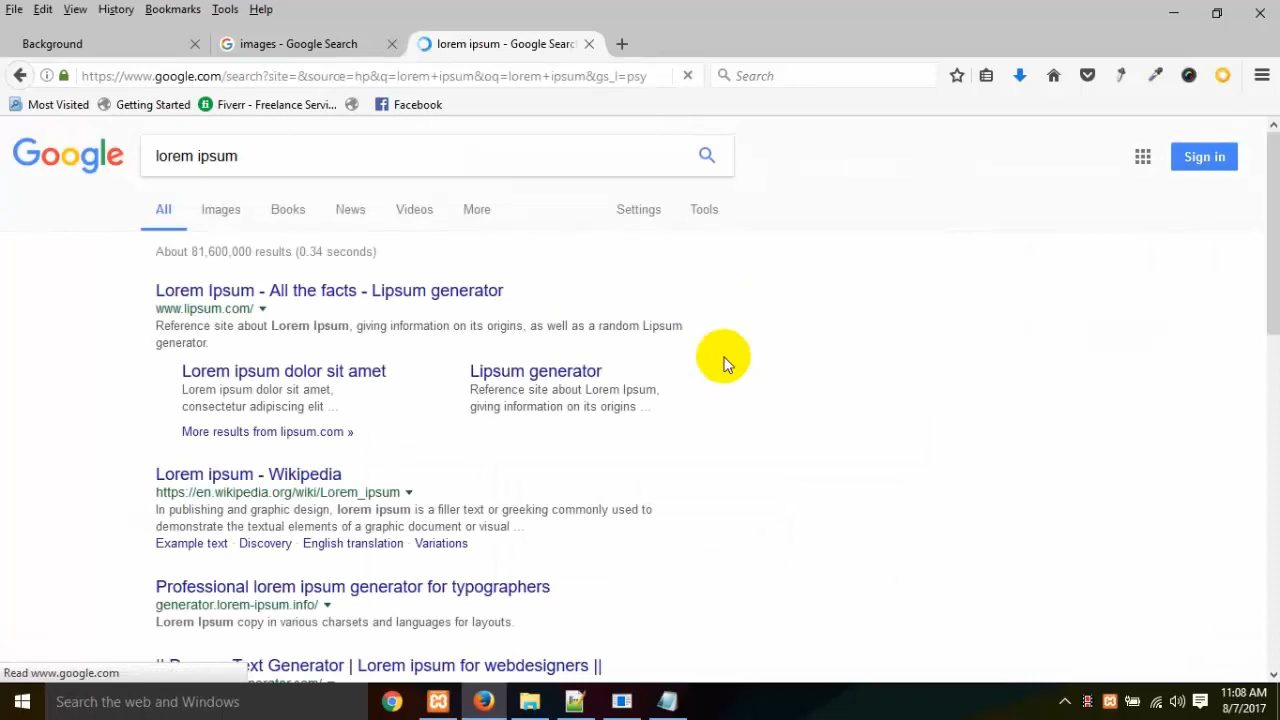 File Edit View History Bookmarks Tools Help
Background
images - Google Search
lorem ipsum - Google Searc
https://www.google.com/search?site=&source=hp&q=lorem+ipsum&oq=lorem+ipsum&gs_l=psy
Search
Most Visited Getting Started Fiverr - Freelance Servi... Facebook
Google
lorem ipsum
Sign in
All Images Books News Videos More Settings Tools
About 81,600,000 results (0.34 seconds)
Lorem Ipsum - All the facts - Lipsum generator
www.lipsum.com/
Reference site about Lorem Ipsum, giving information on its origins, as well as a random Lipsum
generator.
Lorem ipsum dolor sit amet
Lorem ipsum dolor sit amet,
consectetur adipiscing elit ...
Lipsum generator
Reference site about Lorem Ipsum,
giving information on its origins ...
More results from lipsum.com »
Lorem ipsum - Wikipedia
https://en.wikipedia.org/wiki/Lorem_ipsum
In publishing and graphic design, lorem ipsum is a filler text or greeking commonly used to
demonstrate the textual elements of a graphic document or visual ...
Example text · Discovery · English translation · Variations
Professional lorem ipsum generator for typographers
generator.lorem-ipsum.info/
Lorem Ipsum copy in various charsets and languages for layouts.
Text Generator | Lorem ipsum for webdesigners ||
Read www.google.com
Search the web and Windows
11:08 AM
8/7/2017